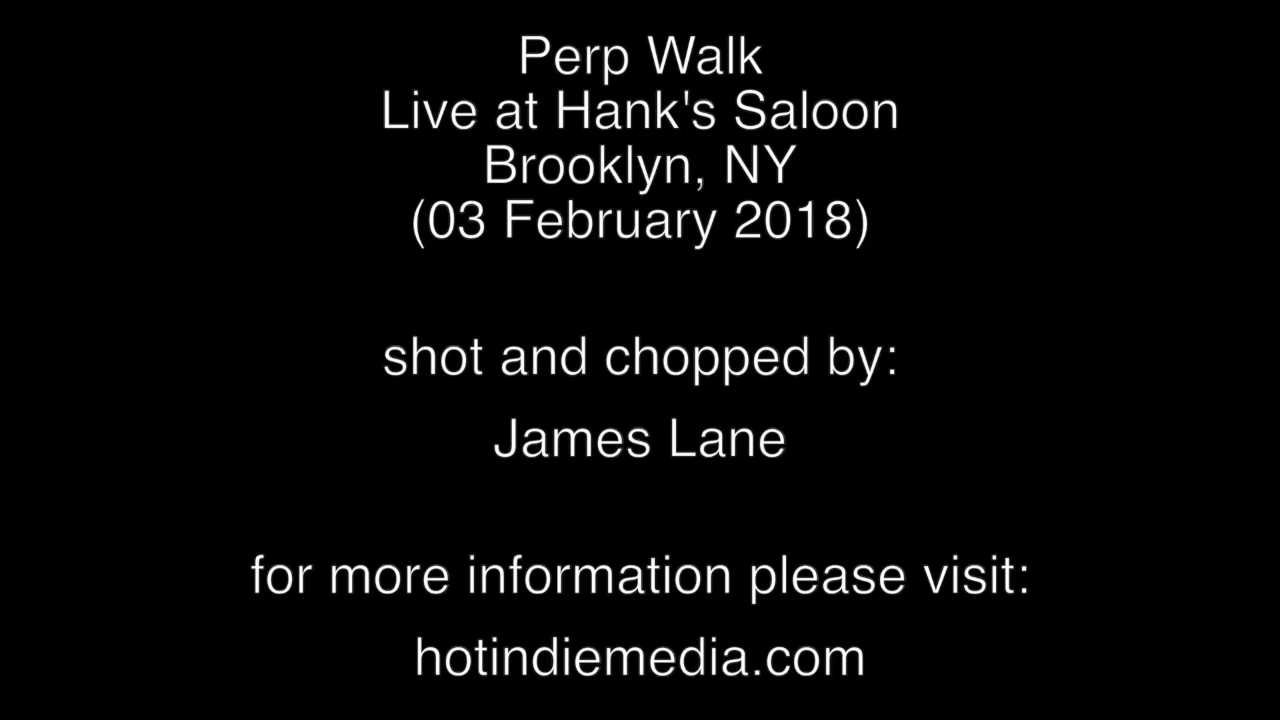 Perp Walk
Live at Hank's Saloon
Brooklyn, NY
(03 February 2018)
shot and chopped by:
James Lane
for more information please visit:
hotindiemedia.com